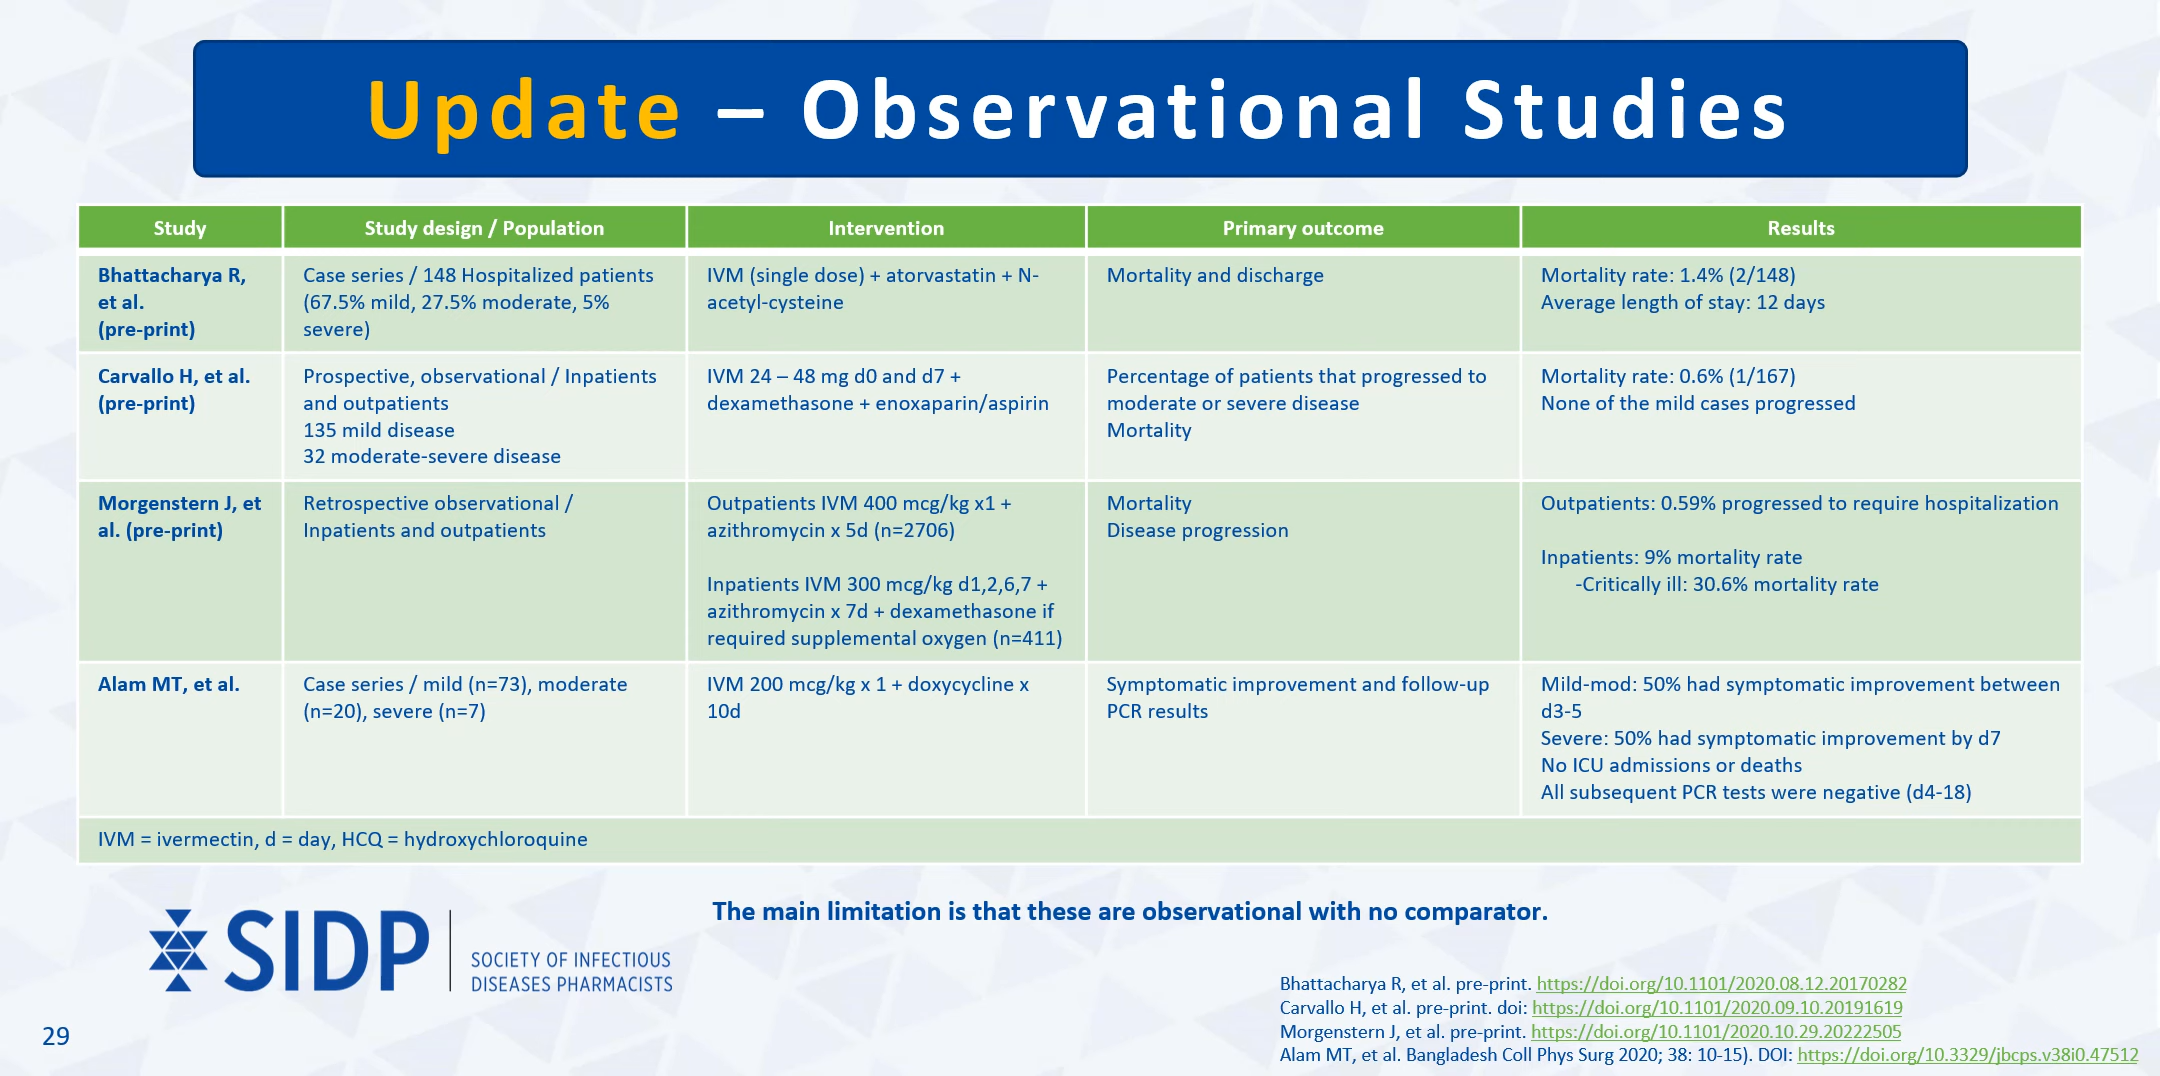 Update – Observational Studies
Study
Study design / Population
Intervention
Primary outcome
Results
Bhattacharya R,
et al.
(pre-print)
Case series / 148 Hospitalized patients
(67.5% mild, 27.5% moderate, 5%
severe)
IVM (single dose) + atorvastatin + N-
acetyl-cysteine
Mortality and discharge
Mortality rate: 1.4% (2/148)
Average length of stay: 12 days
Carvallo H, et al.
(pre-print)
Prospective, observational / Inpatients
and outpatients
135 mild disease
32 moderate-severe disease
IVM 24 – 48 mg d0 and d7 +
dexamethasone + enoxaparin/aspirin
Percentage of patients that progressed to
moderate or severe disease
Mortality
Mortality rate: 0.6% (1/167)
None of the mild cases progressed
Morgenstern J, et
al. (pre-print)
Retrospective observational /
Inpatients and outpatients
Outpatients IVM 400 mcg/kg x1 +
azithromycin x 5d (n=2706)
Inpatients IVM 300 mcg/kg d1,2,6,7 +
azithromycin x 7d + dexamethasone if
required supplemental oxygen (n=411)
Mortality
Disease progression
Outpatients: 0.59% progressed to require hospitalization
Inpatients: 9% mortality rate
-Critically ill: 30.6% mortality rate
Alam MT, et al.
Case series / mild (n=73), moderate
(n=20), severe (n=7)
IVM 200 mcg/kg x 1 + doxycycline x
10d
Symptomatic improvement and follow-up
PCR results
Mild-mod: 50% had symptomatic improvement between
d3-5
Severe: 50% had symptomatic improvement by d7
No ICU admissions or deaths
All subsequent PCR tests were negative (d4-18)
IVM = ivermectin, d = day, HCQ = hydroxychloroquine
The main limitation is that these are observational with no comparator.
SIDP
SOCIETY OF INFECTIOUS
DISEASES PHARMACISTS
Bhattacharya R, et al. pre-print. https://doi.org/10.1101/2020.08.12.20170282
Carvallo H, et al. pre-print. doi: https://doi.org/10.1101/2020.09.10.20191619
Morgenstern J, et al. pre-print. https://doi.org/10.1101/2020.10.29.20222505
Alam MT, et al. Bangladesh Coll Phys Surg 2020; 38: 10-15). DOI: https://doi.org/10.3329/jbcps.v38i0.47512
29